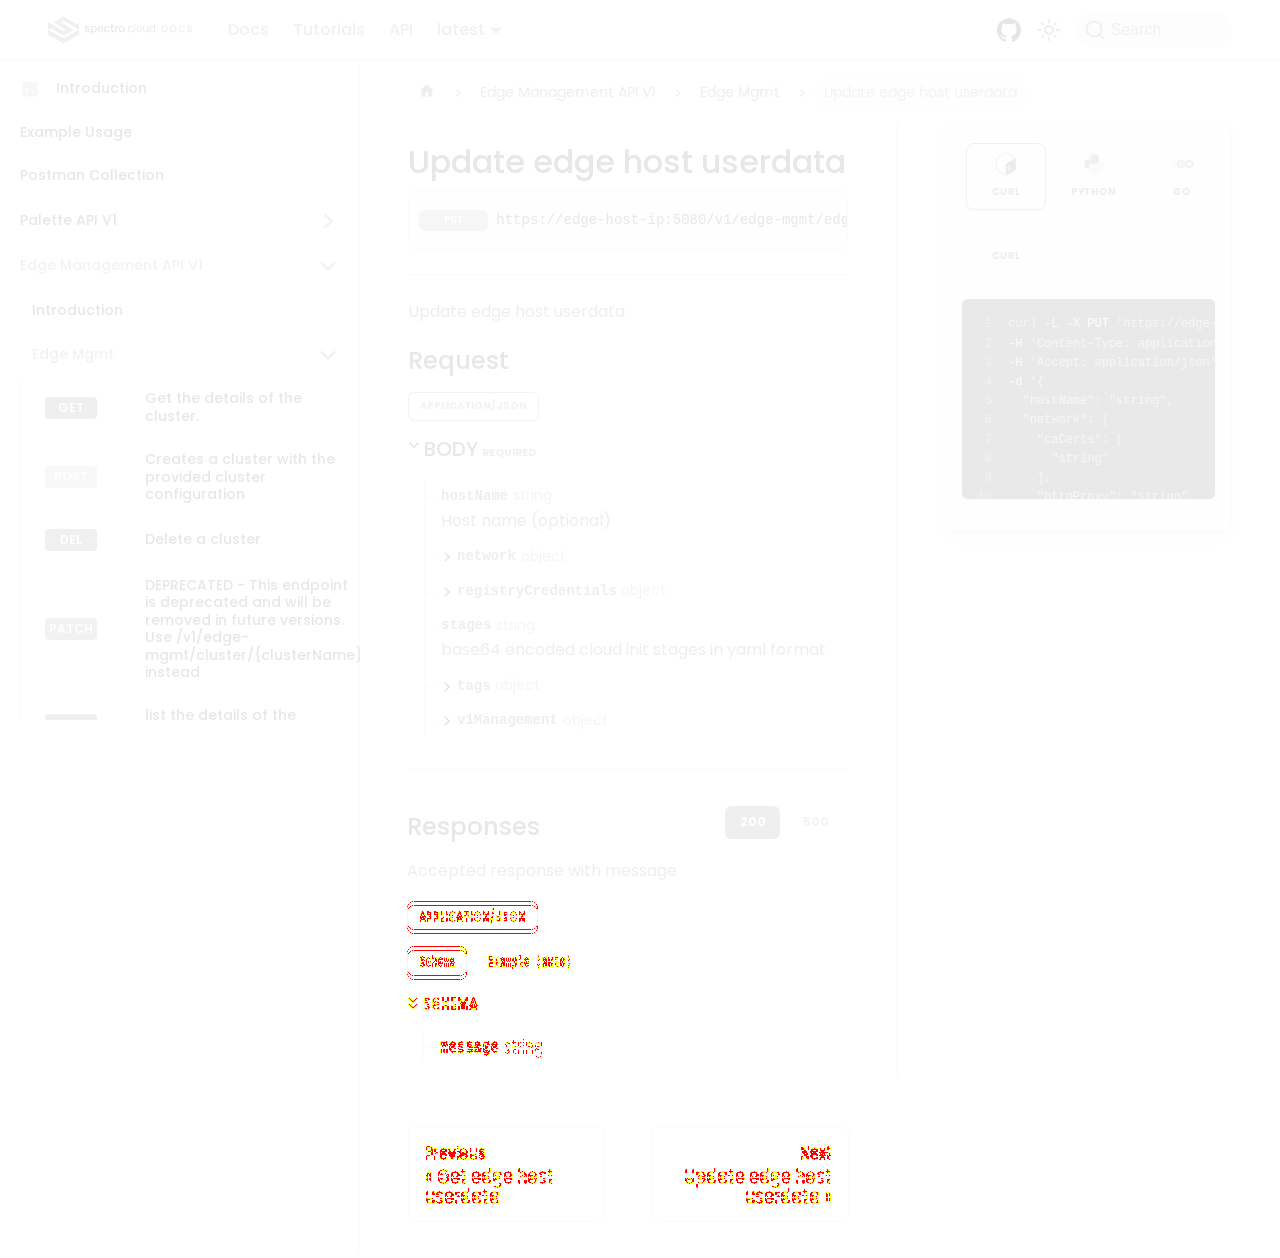 spectro cloud DOCS Docs Tutorials API latest Search
Introduction
Example Usage
Postman Collection
Palette API V1
Edge Management API V1
Introduction
Edge Mgmt
GET Get the details of the
cluster.
POST Creates a cluster with the
provided cluster
configuration
DEL Delete a cluster
PATCH DEPRECATED - This endpoint
is deprecated and will be
removed in future versions.
Use /v1/edge-
mgmt/cluster/{clusterName}
instead
list the details of the
Edge Management API V1 Edge Mgmt Update edge host userdata
Update edge host userdata
PUT https://edge-host-ip:5080/v1/edge-mgmt/edg
Update edge host userdata
Request
APPLICATION/JSON
BODY REQUIRED
hostName string
Host name (optional)
network object
registryCredentials object
stages string
base64 encoded cloud init stages in yaml format
tags object
v1Management object
Responses 200 500
Accepted response with message
APPLICATION/JSON
Schema Example (auto)
SCHEMA
message string
Previous
« Get edge host
userdata
Next
Update edge host
userdata »
CURL PYTHON GO
CURL
1 curl -L -X PUT 'https://edge-
2 -H 'Content-Type: application
3 -H 'Accept: application/json'
4 -d '{
5 "hostName": "string",
6 "network": {
7 "caCerts": [
8 "string"
9 ],
10 "httpProxy": "string",